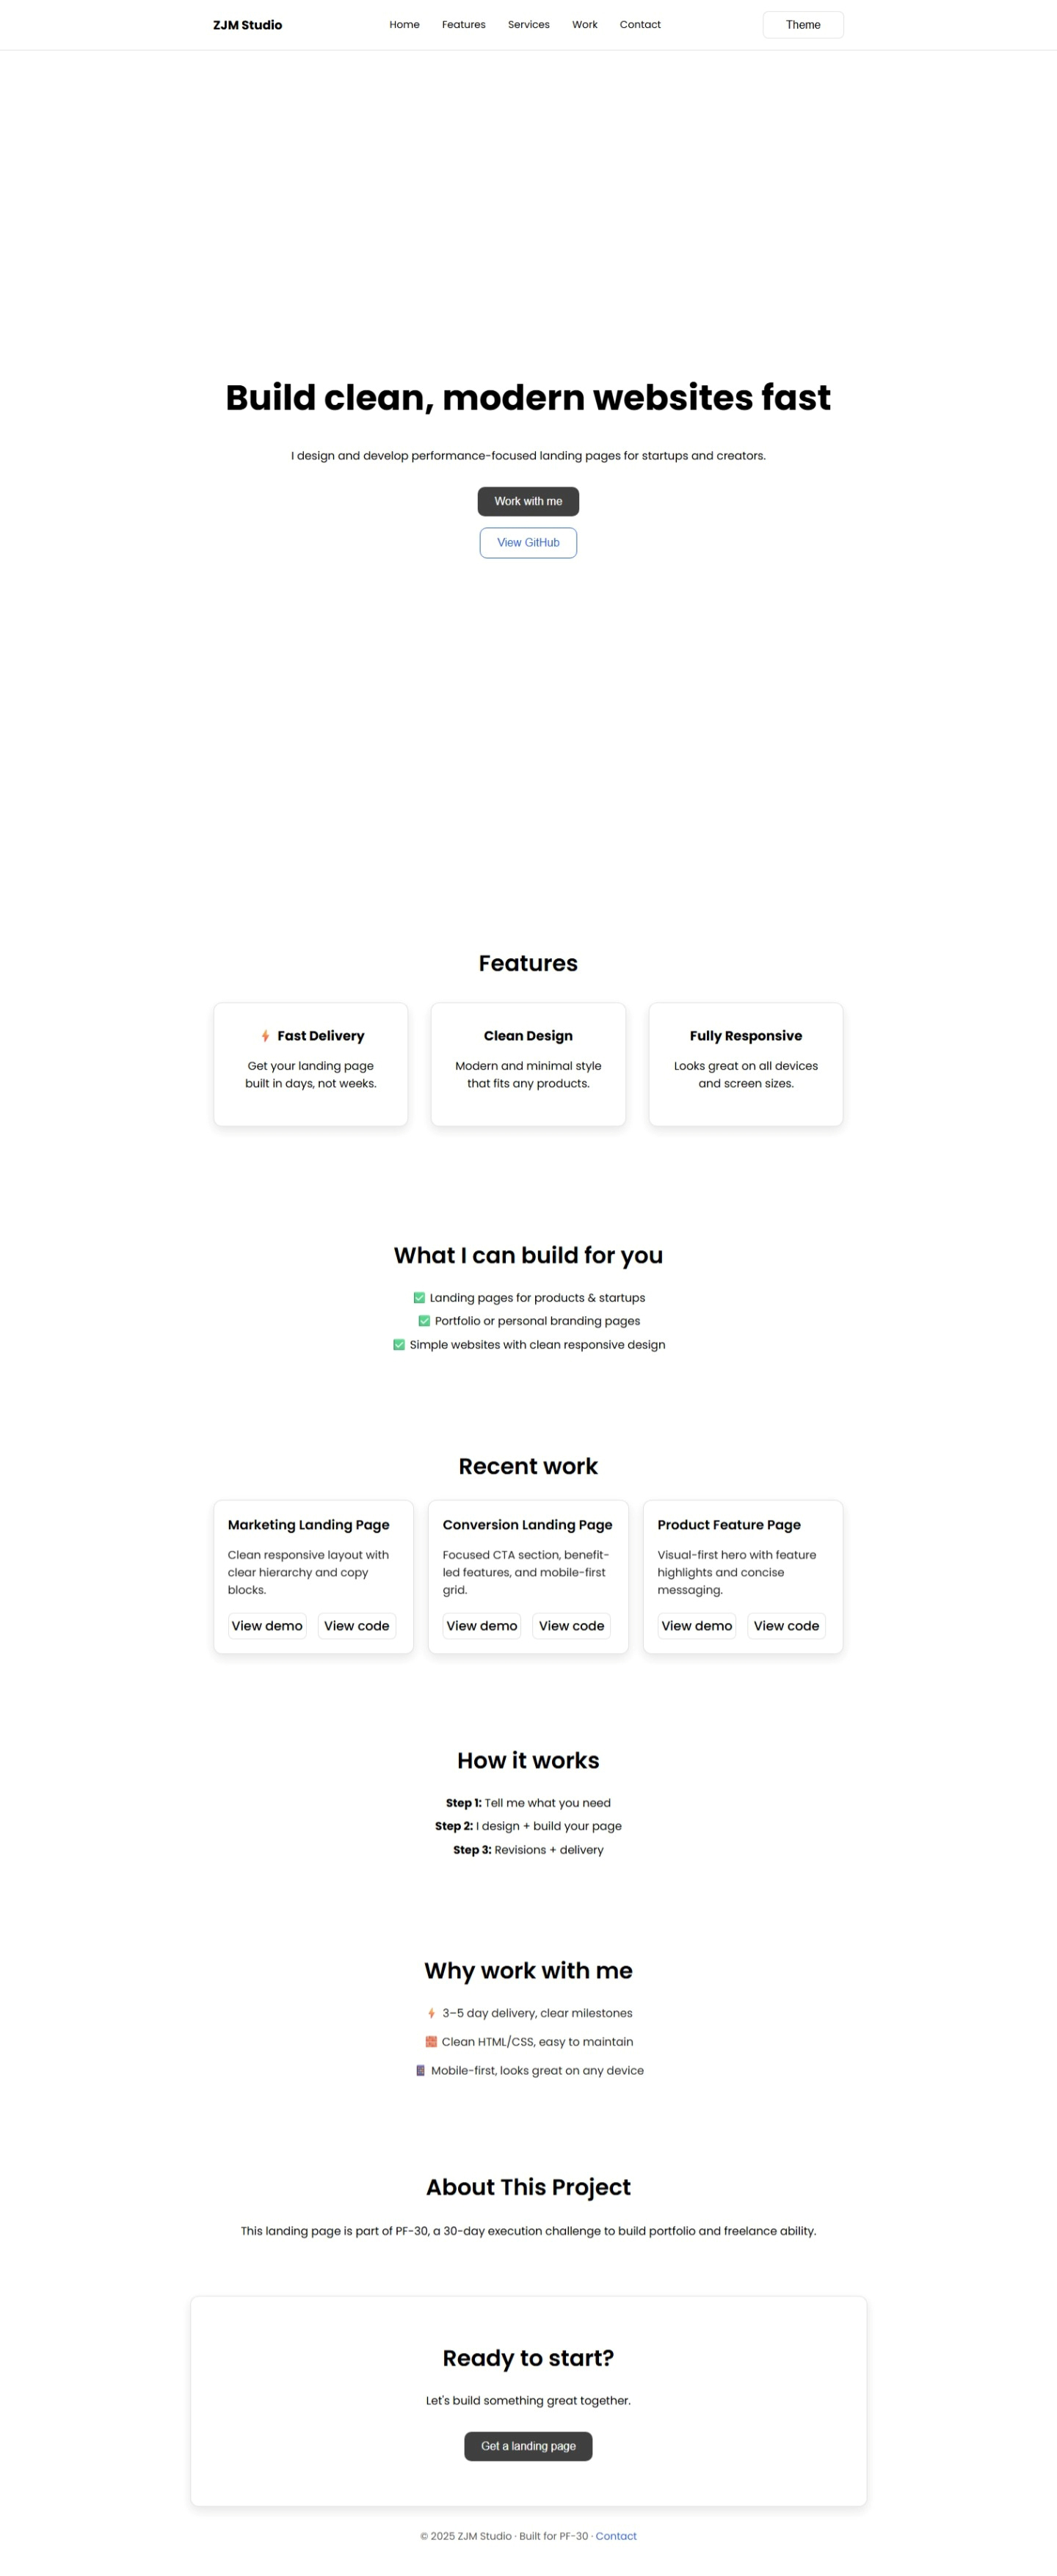 ZJM Studio
Home Features Services Work Contact
Theme
Build clean, modern websites fast
I design and develop performance-focused landing pages for startups and creators.
Work with me
View GitHub
Features
⚡ Fast Delivery
Get your landing page
built in days, not weeks.
Clean Design
Modern and minimal style
that fits any products.
Fully Responsive
Looks great on all devices
and screen sizes.
What I can build for you
✅ Landing pages for products & startups
✅ Portfolio or personal branding pages
✅ Simple websites with clean responsive design
Recent work
Marketing Landing Page
Clean responsive layout with
clear hierarchy and copy
blocks.
View demo View code
Conversion Landing Page
Focused CTA section, benefit-
led features, and mobile-first
grid.
View demo View code
Product Feature Page
Visual-first hero with feature
highlights and concise
messaging.
View demo View code
How it works
Step 1: Tell me what you need
Step 2: I design + build your page
Step 3: Revisions + delivery
Why work with me
⚡ 3–5 day delivery, clear milestones
🧱 Clean HTML/CSS, easy to maintain
📱 Mobile-first, looks great on any device
About This Project
This landing page is part of PF-30, a 30-day execution challenge to build portfolio and freelance ability.
Ready to start?
Let's build something great together.
Get a landing page
© 2025 ZJM Studio · Built for PF-30 · Contact